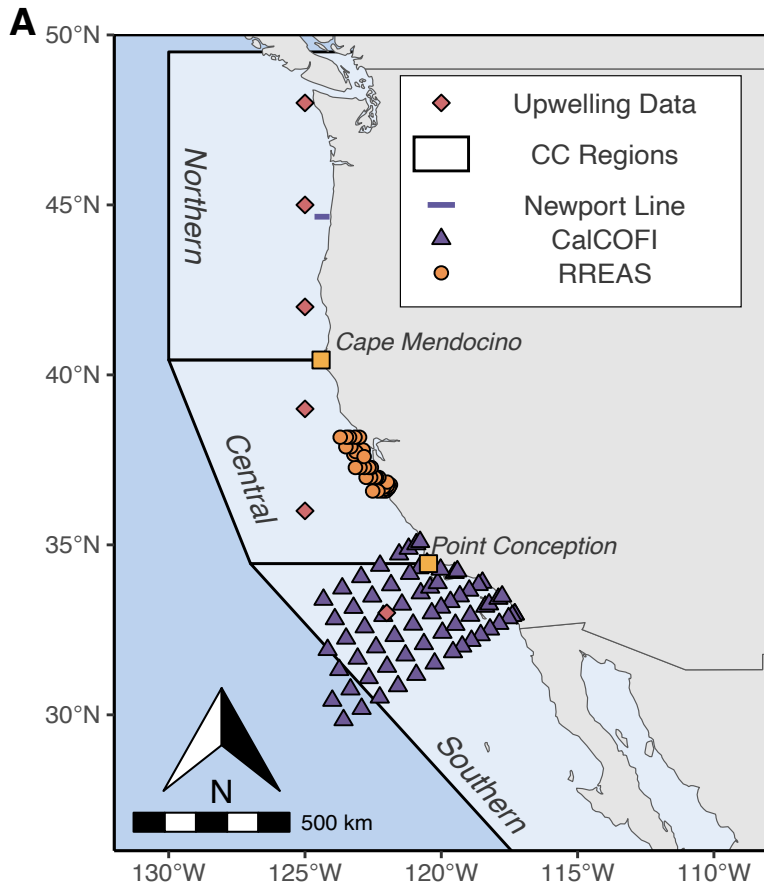 A
50°N
45°N
40°N
35°N
30°N
Upwelling Data
CC Regions
Newport Line
CalCOFI
RREAS
Northern
Cape Mendocino
Central
Point Conception
Southern
N
500 km
130°W
125°W
120°W
115°W
110°W